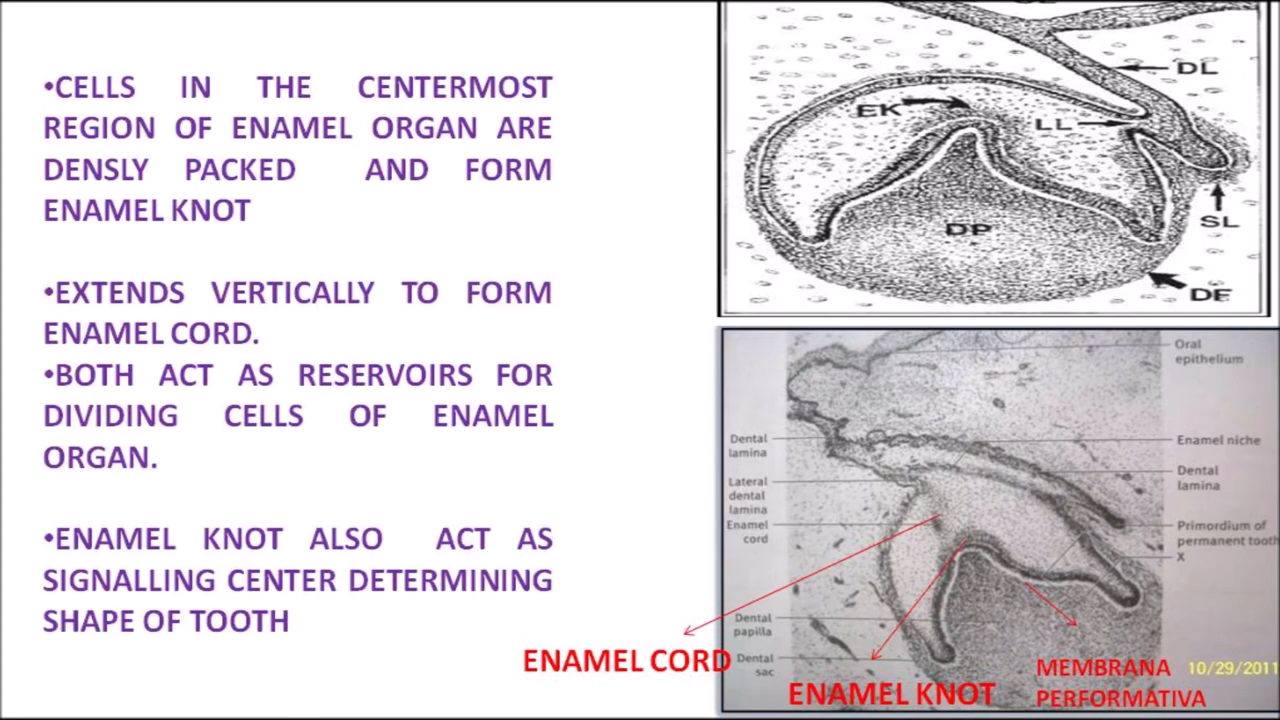 •CELLS IN THE CENTERMOST
REGION OF ENAMEL ORGAN ARE
DENSLY PACKED AND FORM
ENAMEL KNOT
•EXTENDS VERTICALLY TO FORM
ENAMEL CORD.
•BOTH ACT AS RESERVOIRS FOR
DIVIDING CELLS OF ENAMEL
ORGAN.
•ENAMEL KNOT ALSO ACT AS
SIGNALLING CENTER DETERMINING
SHAPE OF TOOTH
DL
EK
LL
SL
DP
DF
Oral
epithelium
Dental
lamina
Enamel niche
Lateral
dental
lamina
Dental
lamina
Enamel
cord
Primordium of
permanent tooth
X
Dental
papilla
Dental
sac
ENAMEL CORD
ENAMEL KNOT
MEMBRANA
PERFORMATIVA
10/29/2011